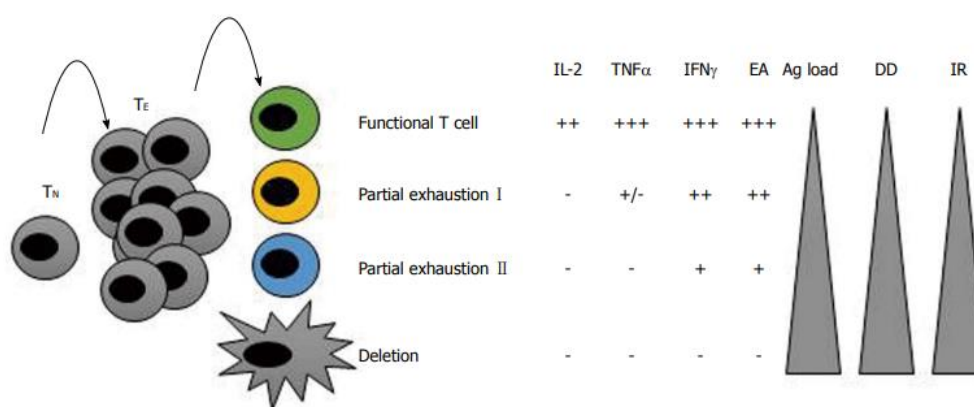 IL-2 TNFα IFNγ EA Ag load DD IR
TE
Functional T cell ++ +++ +++ +++
TN
Partial exhaustion Ⅰ - +/- ++ ++
Partial exhaustion Ⅱ - - + +
Deletion - - - -